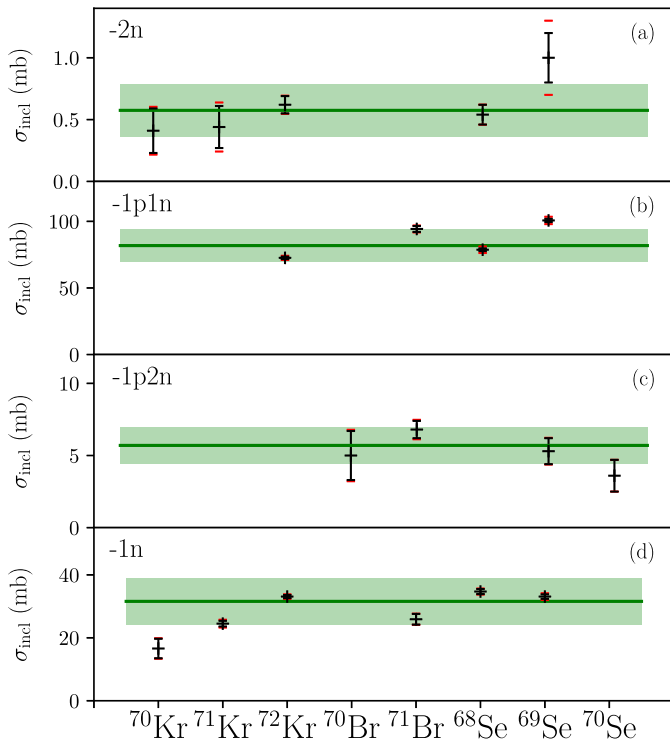 -2n
(a)
1.0
0.5
0.0
σincl (mb)
-1p1n
(b)
100
50
0
σincl (mb)
-1p2n
(c)
10
5
0
σincl (mb)
-1n
(d)
40
20
0
σincl (mb)
⁷⁰Kr ⁷¹Kr ⁷²Kr ⁷⁰Br ⁷¹Br ⁶⁸Se ⁶⁹Se ⁷⁰Se